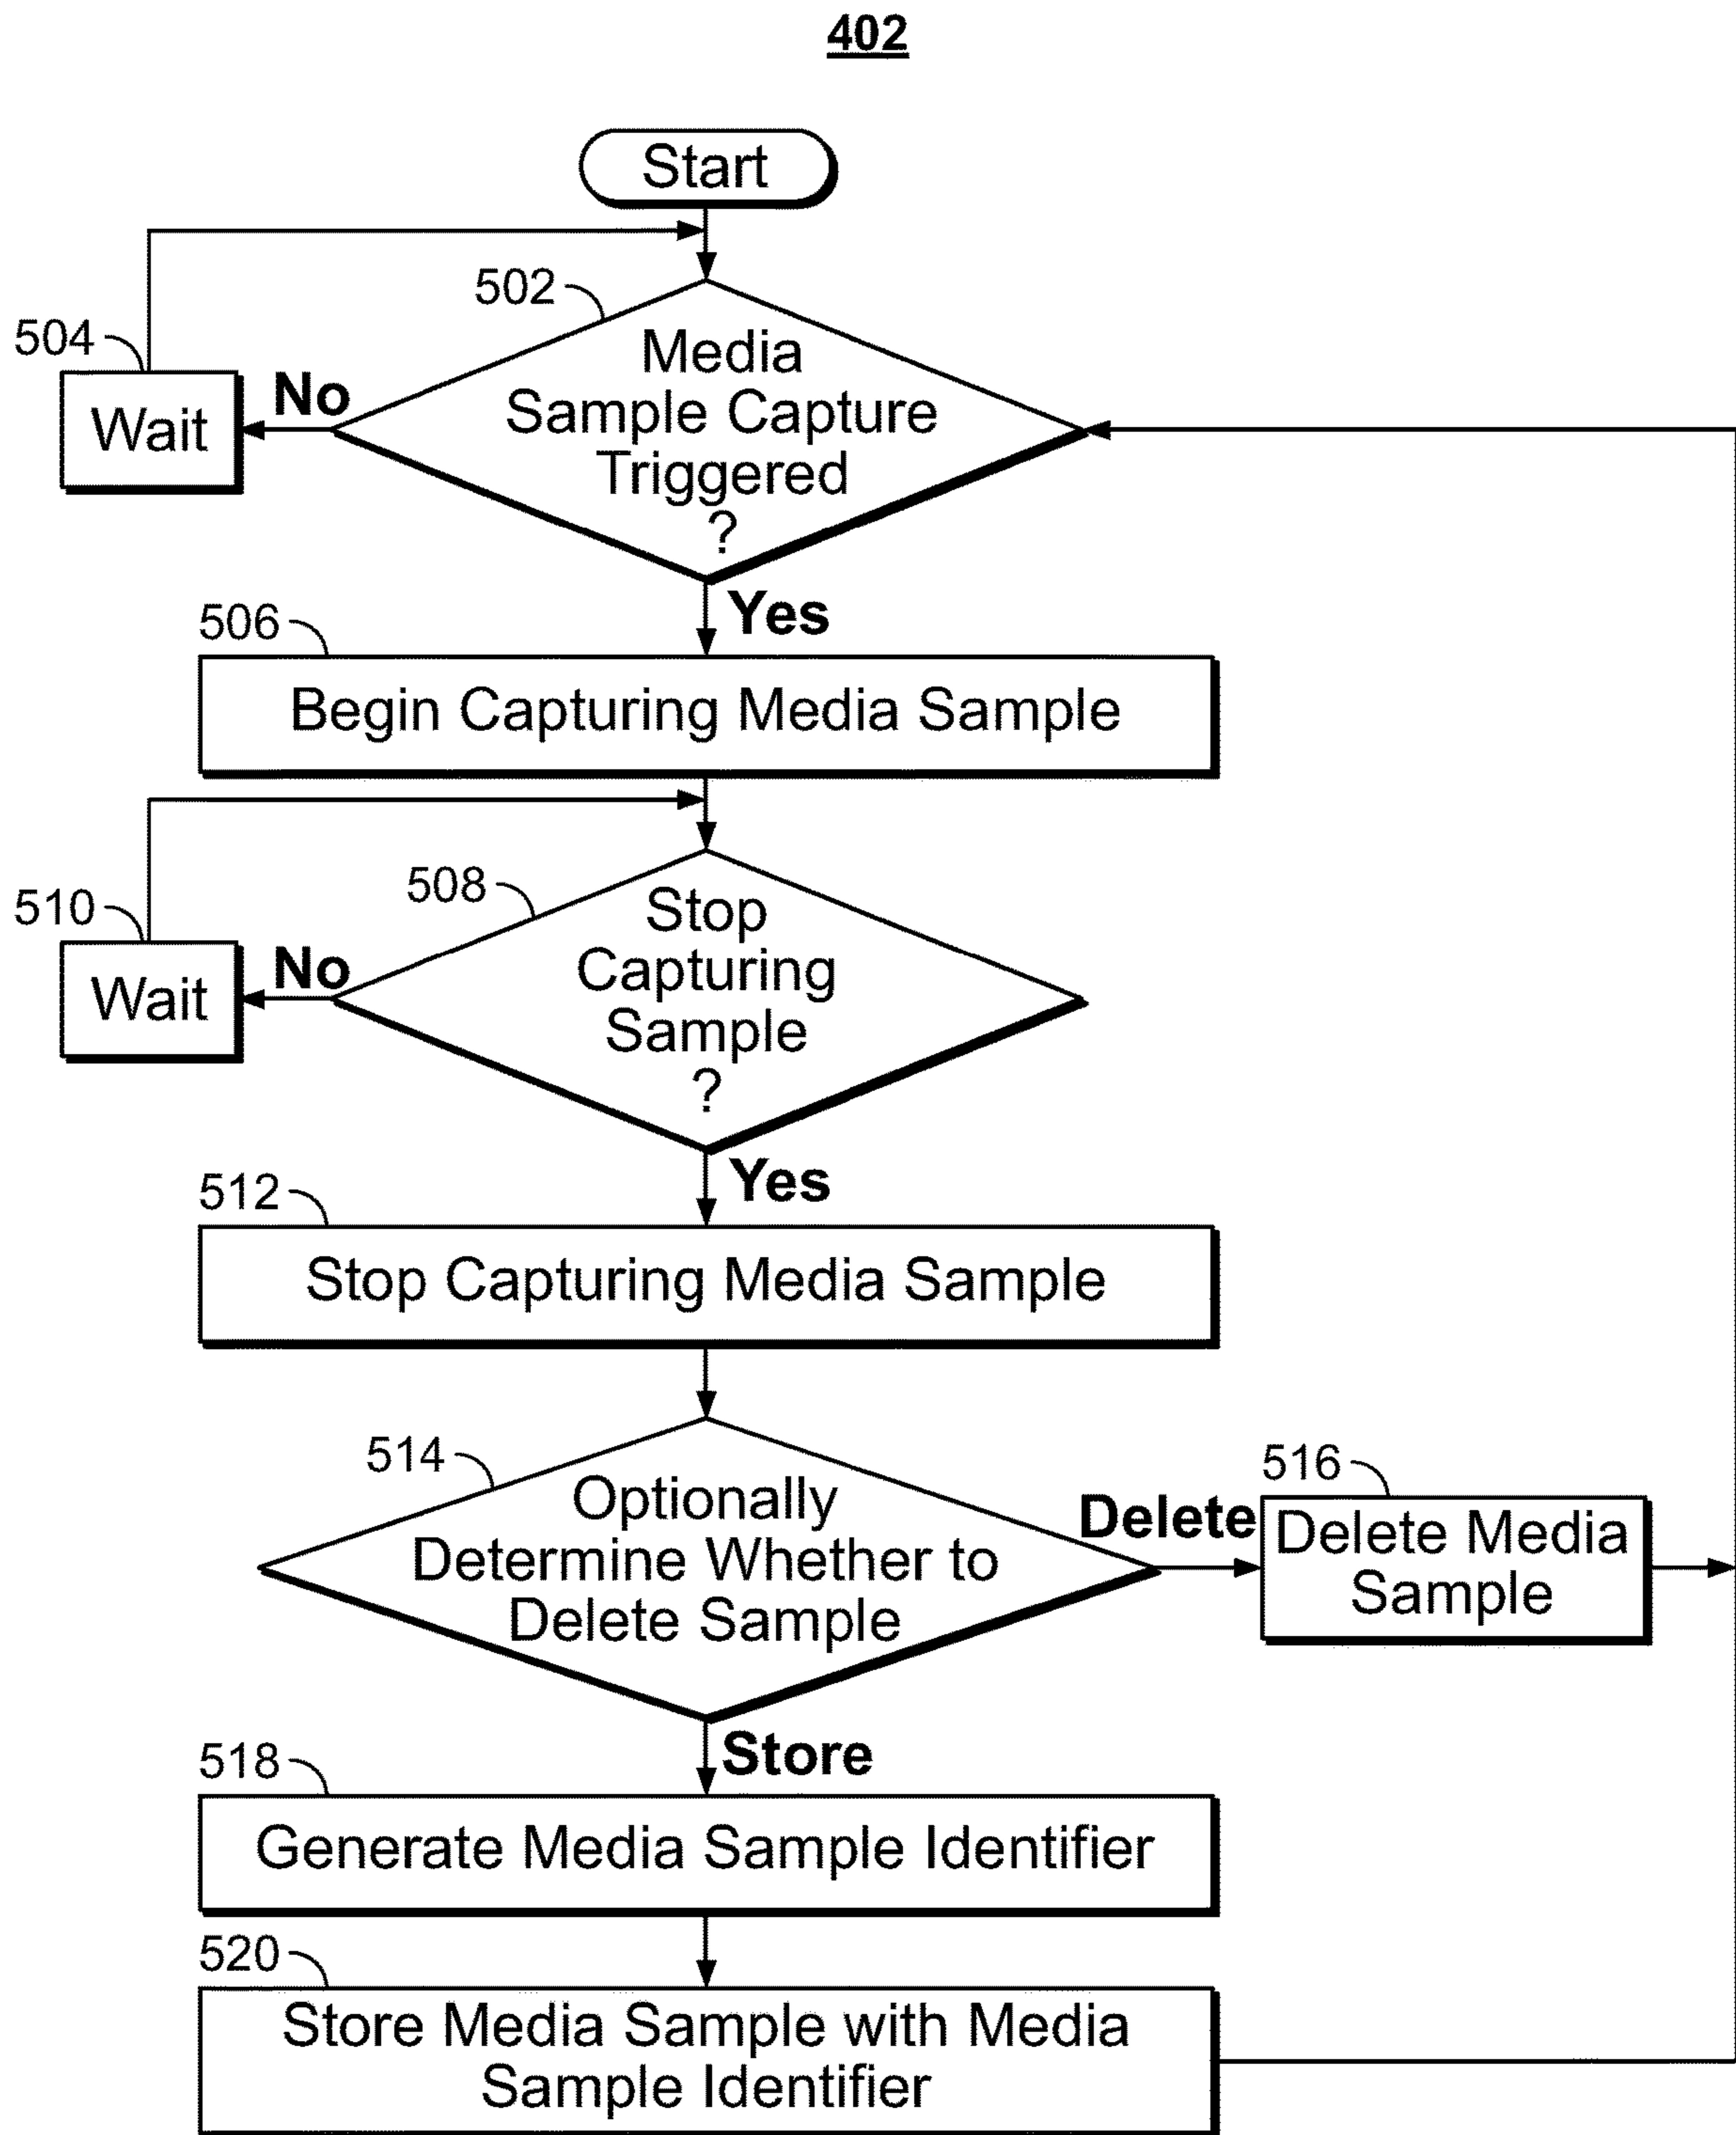 402
Start
502
Media
Sample Capture
Triggered
?
504
Wait
No
Yes
506
Begin Capturing Media Sample
508
Stop
Capturing
Sample
?
510
Wait
No
Yes
512
Stop Capturing Media Sample
514
Optionally
Determine Whether to
Delete Sample
Delete
516
Delete Media
Sample
Store
518
Generate Media Sample Identifier
520
Store Media Sample with Media
Sample Identifier